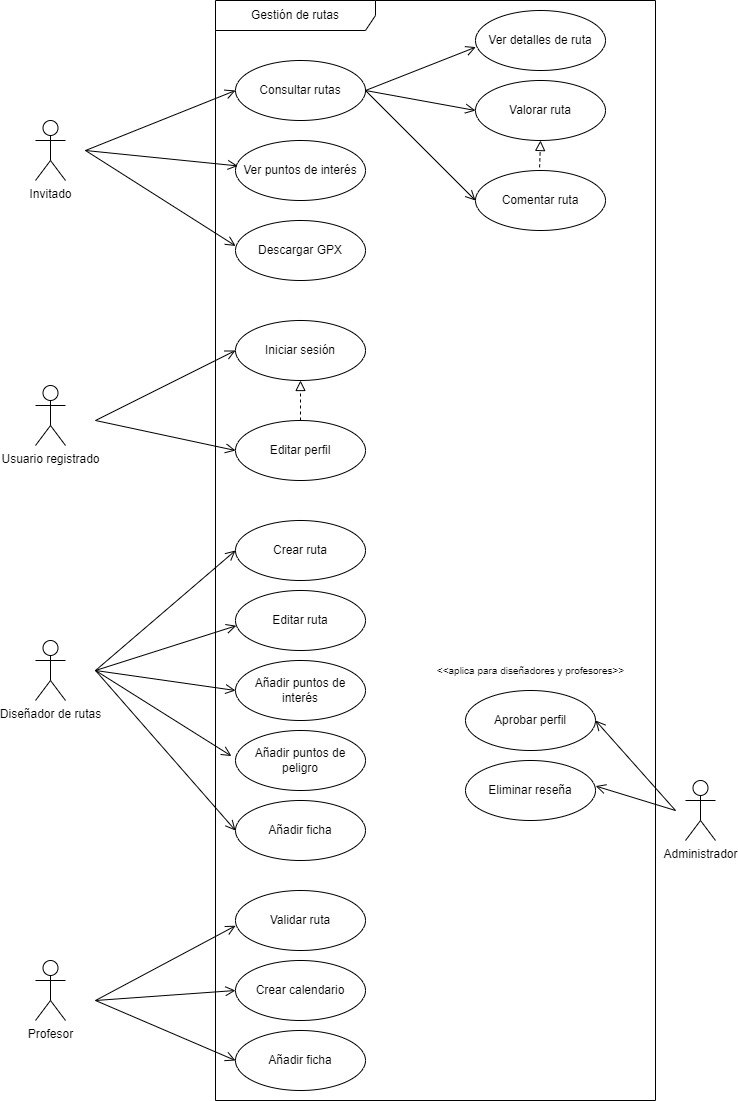 Gestión de rutas
Ver detalles de ruta
Consultar rutas
Valorar ruta
Invitado
Ver puntos de interés
Comentar ruta
Descargar GPX
Iniciar sesión
Usuario registrado
Editar perfil
Crear ruta
Editar ruta
<<aplica para diseñadores y profesores>>
Añadir puntos de
interés
Diseñador de rutas
Aprobar perfil
Añadir puntos de
peligro
Eliminar reseña
Añadir ficha
Administrador
Validar ruta
Crear calendario
Profesor
Añadir ficha